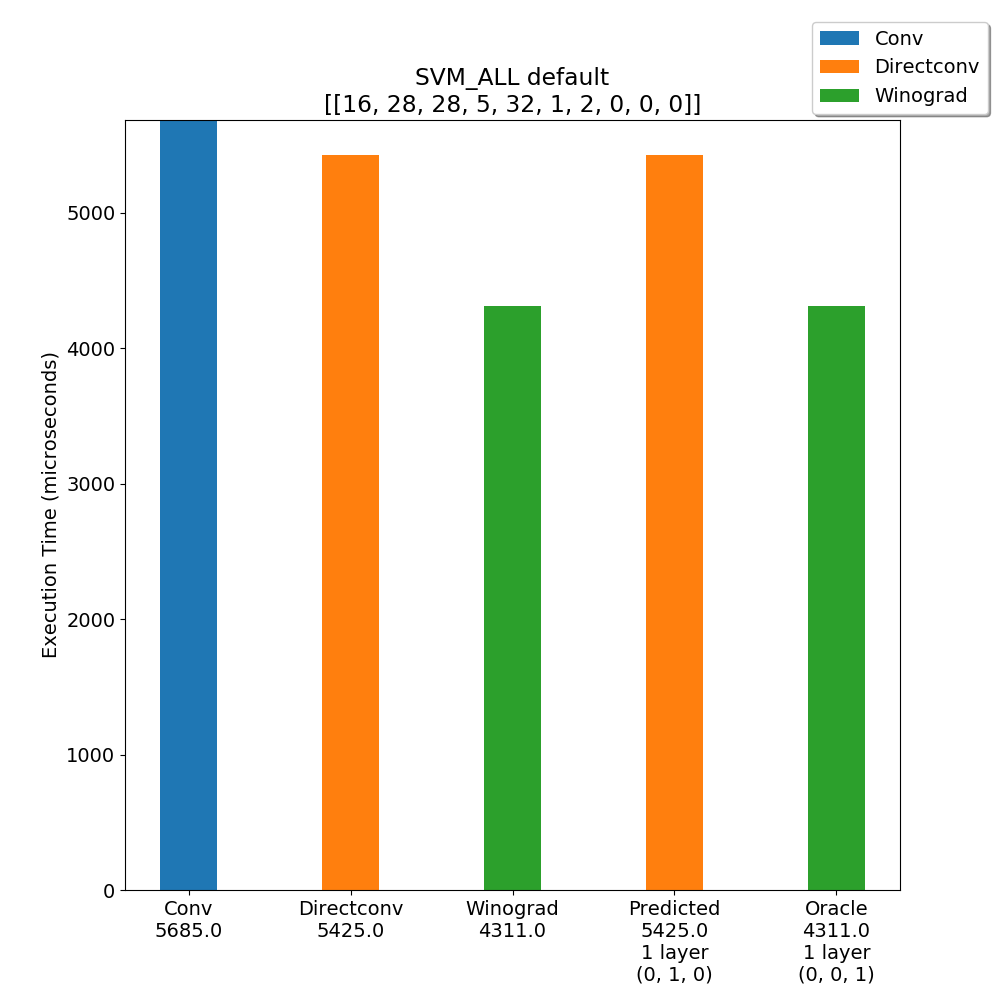 Conv
Directconv
Winograd
SVM_ALL default
[[16, 28, 28, 5, 32, 1, 2, 0, 0, 0]]
Execution Time (microseconds)
5000
4000
3000
2000
1000
0
Conv
5685.0
Directconv
5425.0
Winograd
4311.0
Predicted
5425.0
1 layer
(0, 1, 0)
Oracle
4311.0
1 layer
(0, 0, 1)